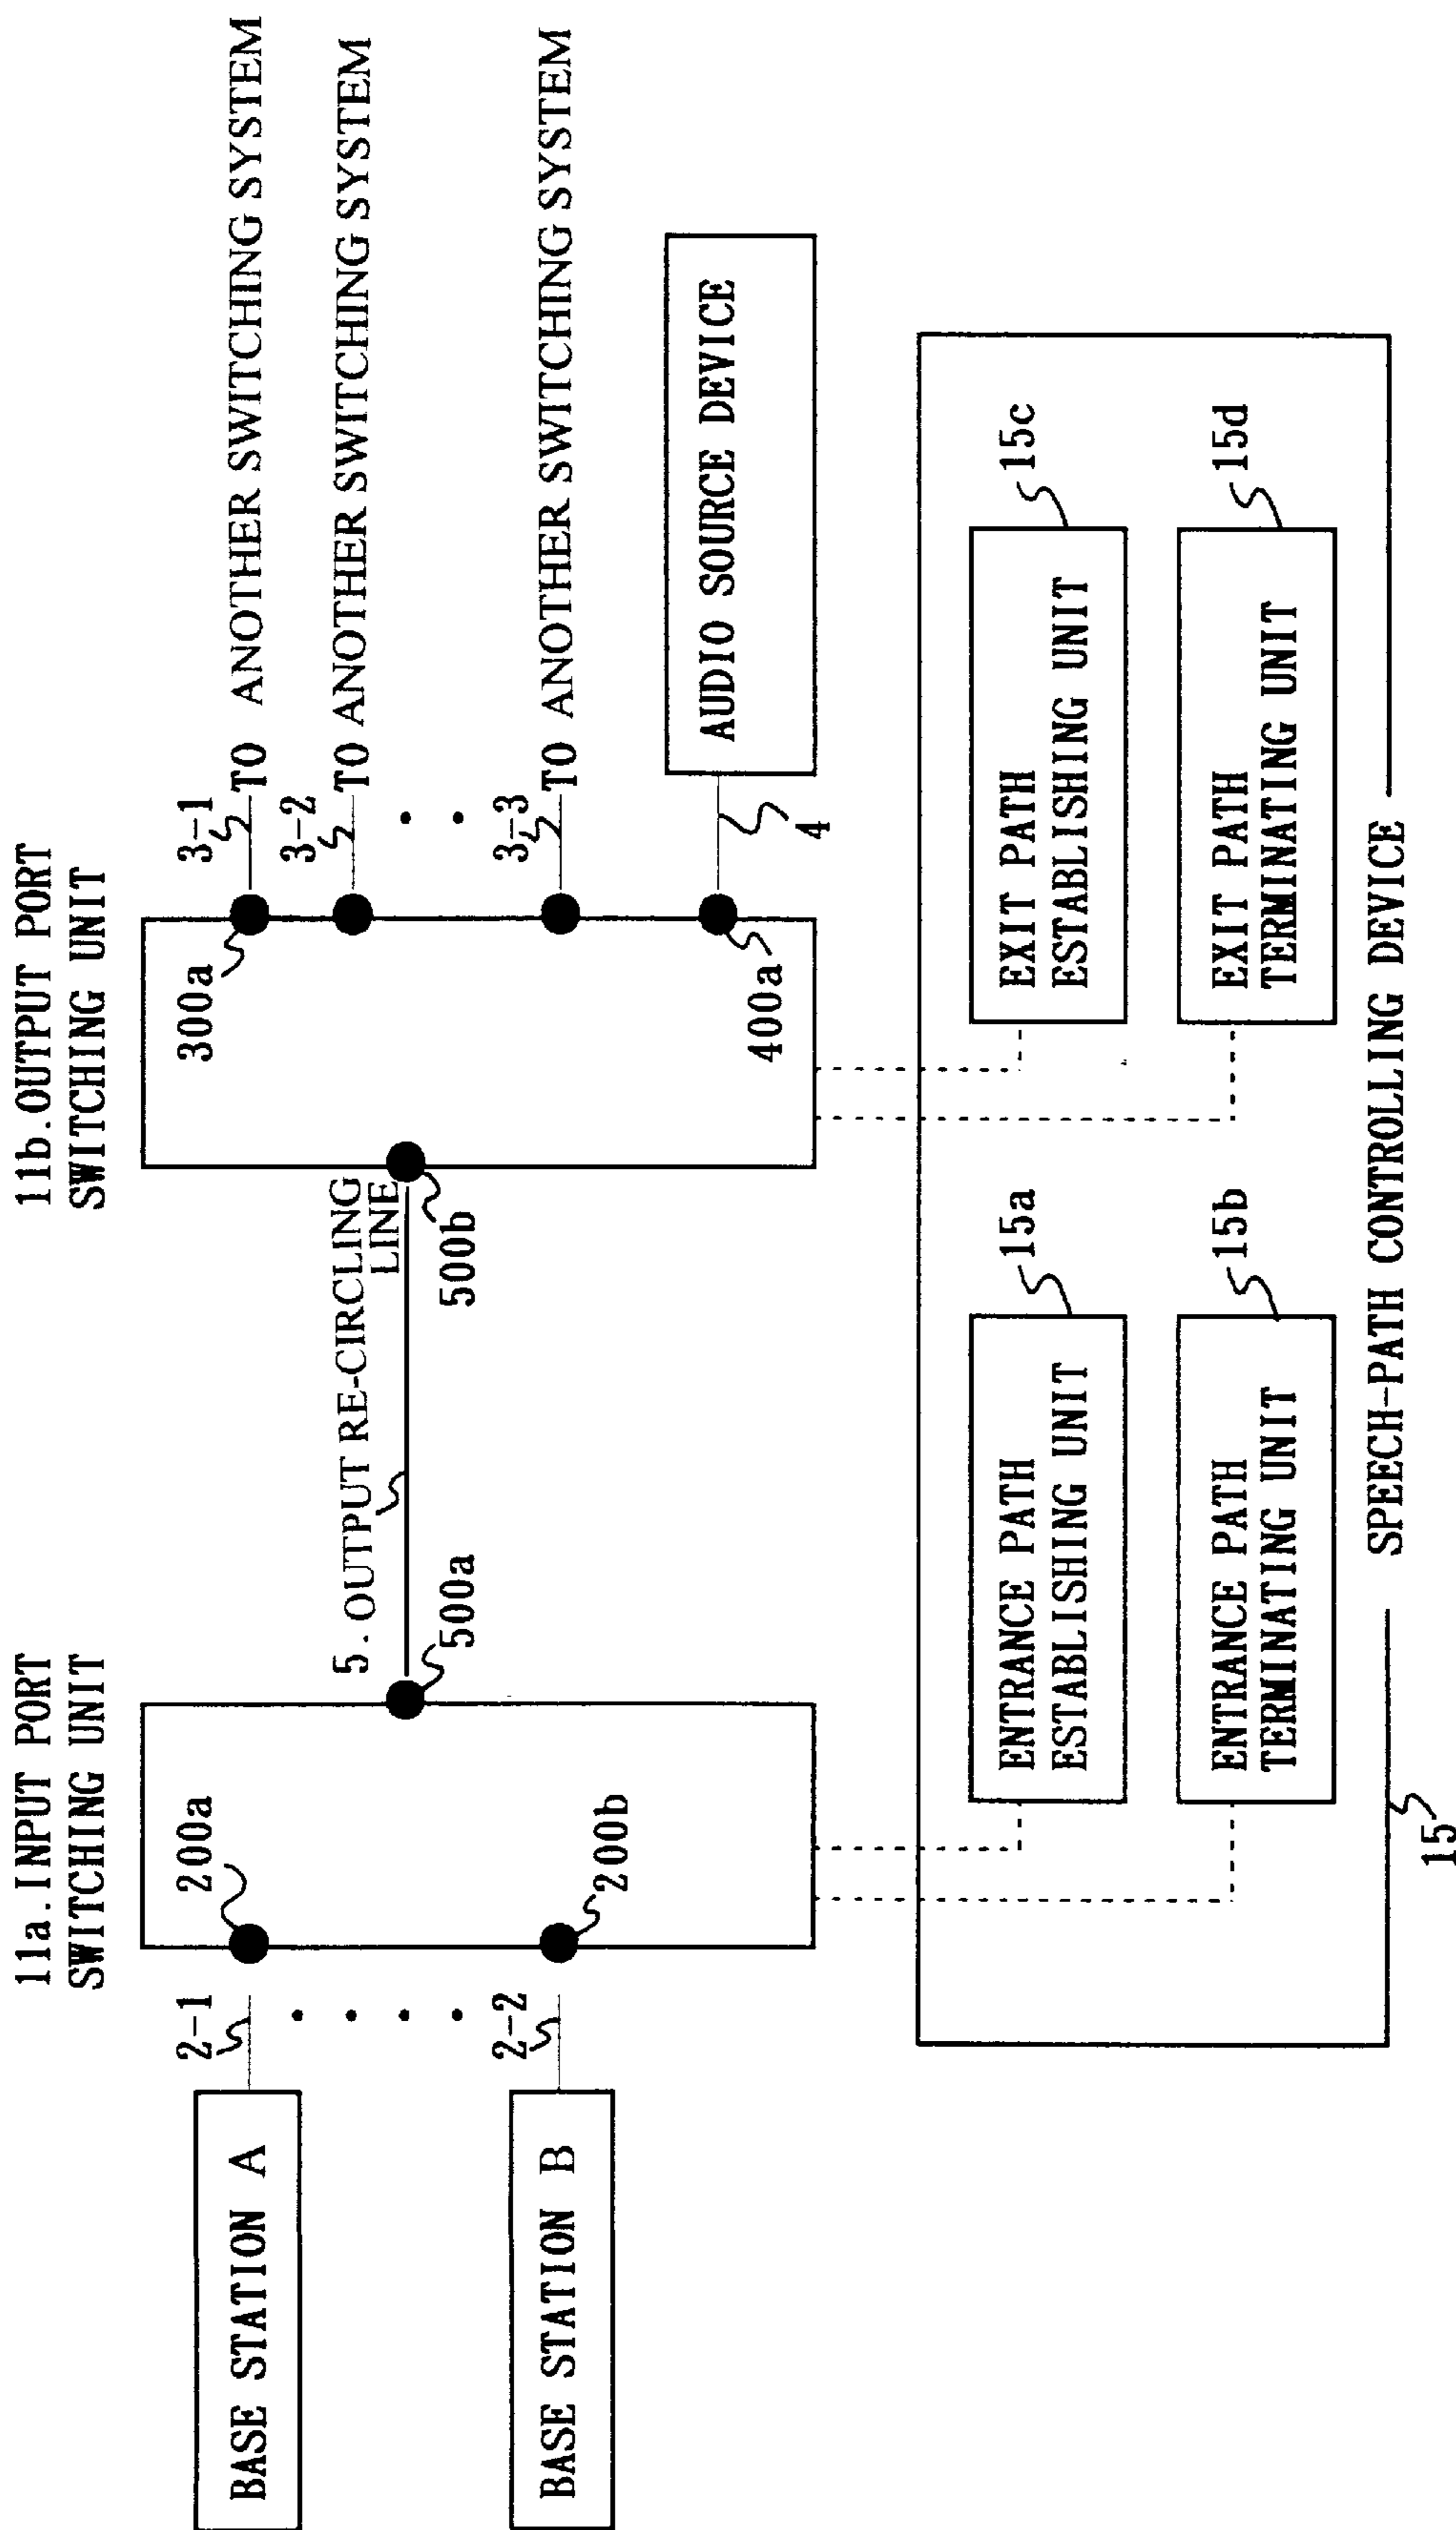 11a.INPUT PORT
SWITCHING UNIT
11b.OUTPUT PORT
SWITCHING UNIT
BASE STATION A
2-1
200a
BASE STATION B
2-2
200b
5. OUTPUT RE-CIRCLING
LINE
500a
500b
300a
400a
3-1
TO ANOTHER SWITCHING SYSTEM
3-2
TO ANOTHER SWITCHING SYSTEM
3-3
TO ANOTHER SWITCHING SYSTEM
AUDIO SOURCE DEVICE
4
ENTRANCE PATH
ESTABLISHING UNIT
15a
ENTRANCE PATH
TERMINATING UNIT
15b
EXIT PATH
ESTABLISHING UNIT
15c
EXIT PATH
TERMINATING UNIT
15d
SPEECH-PATH CONTROLLING DEVICE
15